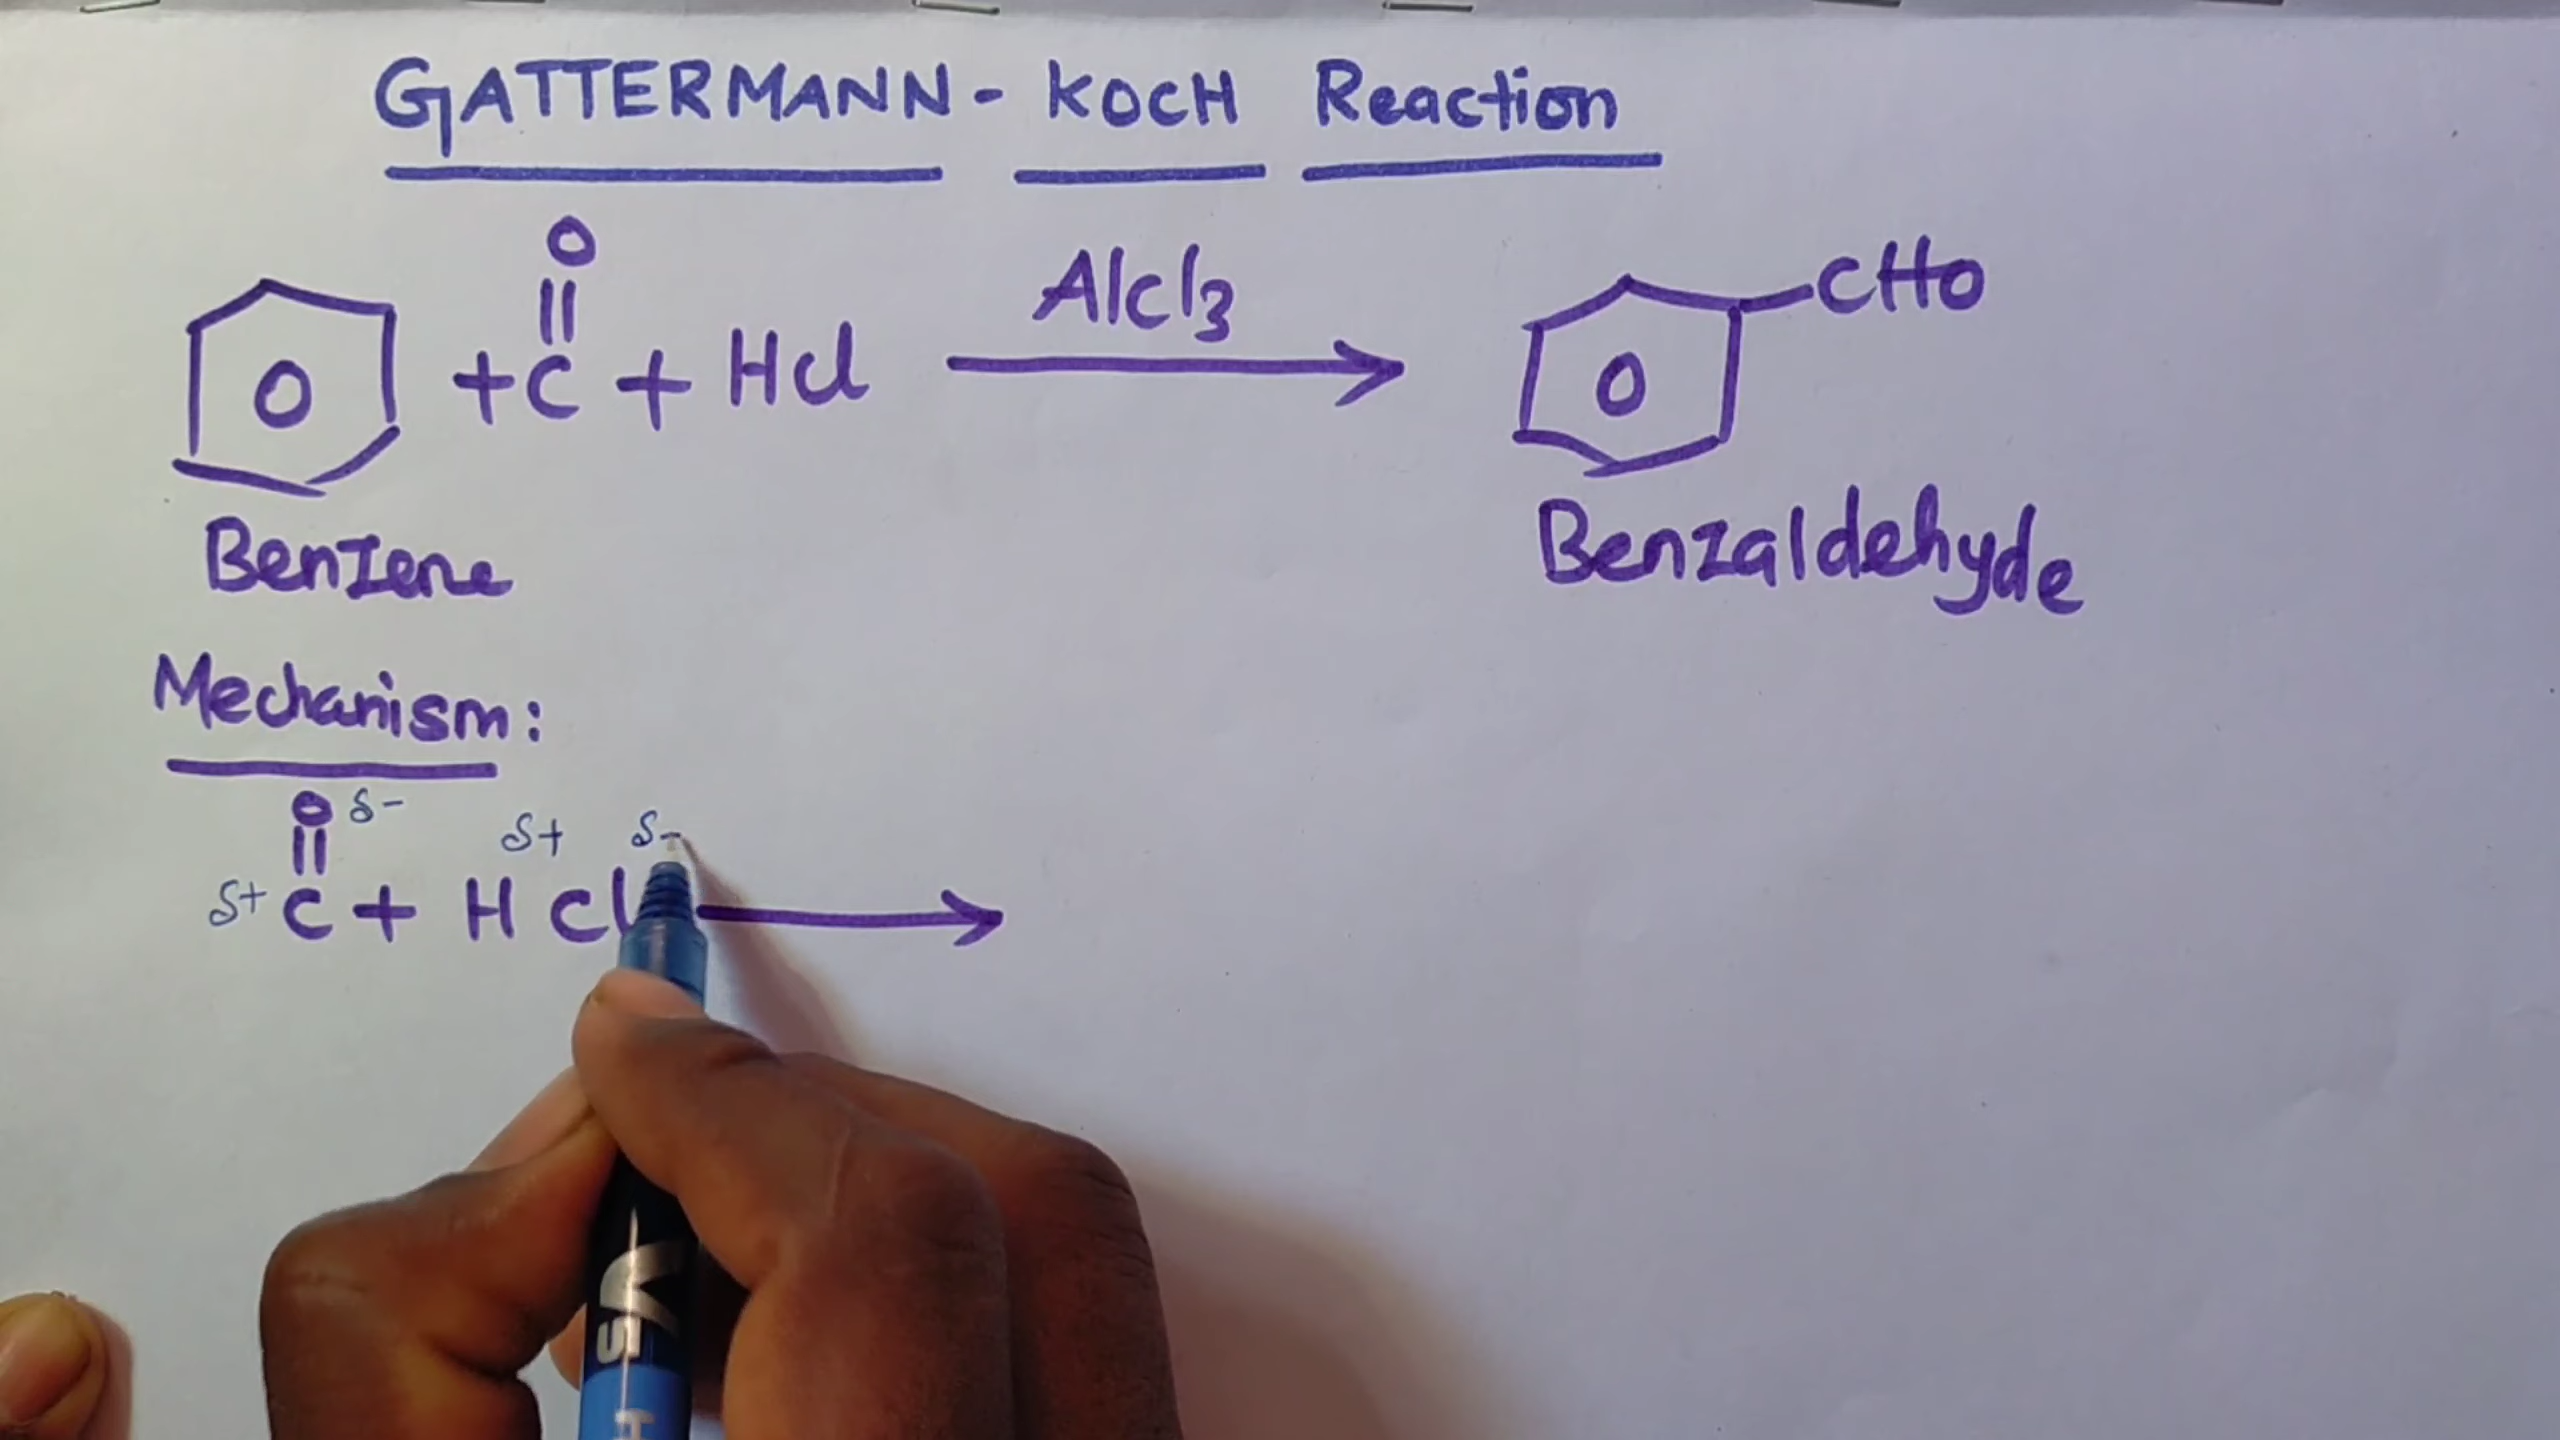 GATTERMANN - KOCH Reaction
O
+ C + HCl AlCl3 CHO
Benzene Benzaldehyde
Mechanism:
O δ-
δ+ δ-
δ+ C + H Cl